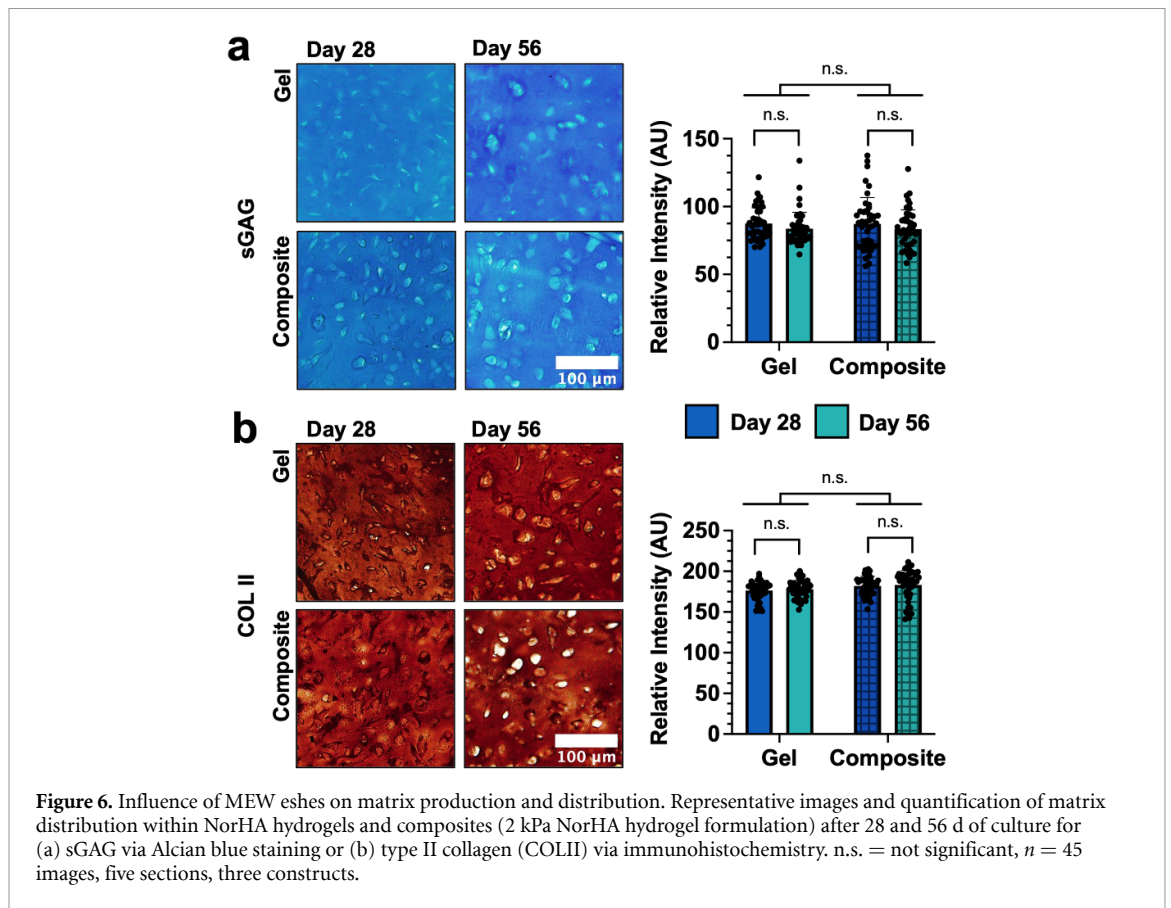 a
Day 28
Day 56
Gel
sGAG
Composite
100 µm
n.s.
n.s.
n.s.
Relative Intensity (AU)
150
100
50
0
Gel
Composite
Day 28
Day 56
b
Day 28
Day 56
Gel
COL II
Composite
100 µm
n.s.
n.s.
n.s.
Relative Intensity (AU)
250
200
150
100
50
0
Gel
Composite
Figure 6. Influence of MEW eshes on matrix production and distribution. Representative images and quantification of matrix
distribution within NorHA hydrogels and composites (2 kPa NorHA hydrogel formulation) after 28 and 56 d of culture for
(a) sGAG via Alcian blue staining or (b) type II collagen (COLII) via immunohistochemistry. n.s. = not significant, n = 45
images, five sections, three constructs.